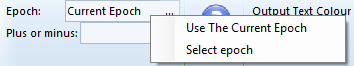 Epoch: Current Epoch ... Output Text Colour
Use The Current Epoch
Plus or minus:
Select epoch